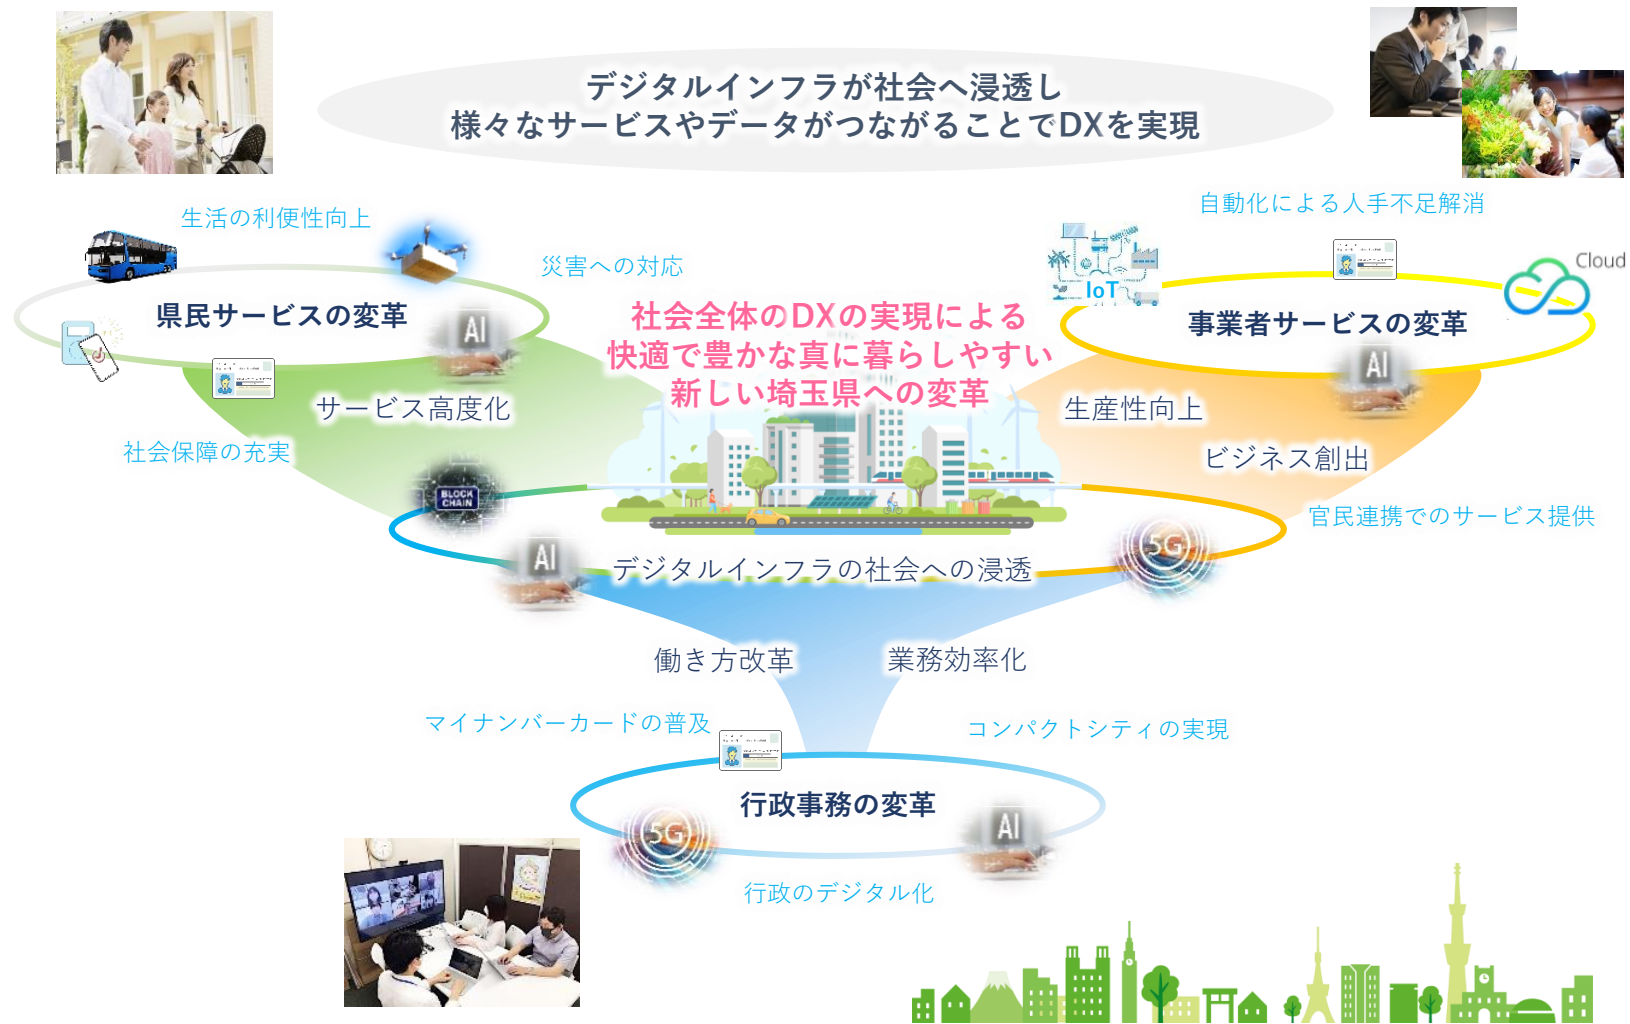 デジタルインフラが社会へ浸透し
様々なサービスやデータがつながることでDXを実現
生活の利便性向上
災害への対応
県民サービスの変革
AI
サービス高度化
社会保障の充実
社会全体のDXの実現による
快適で豊かな真に暮らしやすい
新しい埼玉県への変革
自動化による人手不足解消
IoT
Cloud
事業者サービスの変革
AI
生産性向上
ビジネス創出
官民連携でのサービス提供
BLOCK
CHAIN
AI
5G
デジタルインフラの社会への浸透
働き方改革
業務効率化
マイナンバーカードの普及
コンパクトシティの実現
行政事務の変革
5G
AI
行政のデジタル化